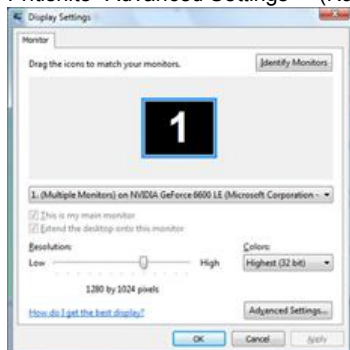 Display Settings
Monitor
Drag the icons to match your monitors.
Identify Monitors
1
1. (Multiple Monitors) on NVIDIA GeForce 6600 LE (Microsoft Corporation -
This is my main monitor
Extend the desktop onto this monitor
Resolution:
Colors:
Low
High
Highest (32 bit)
1280 by 1024 pixels
How do I get the best display?
Advanced Settings...
OK
Cancel
Apply